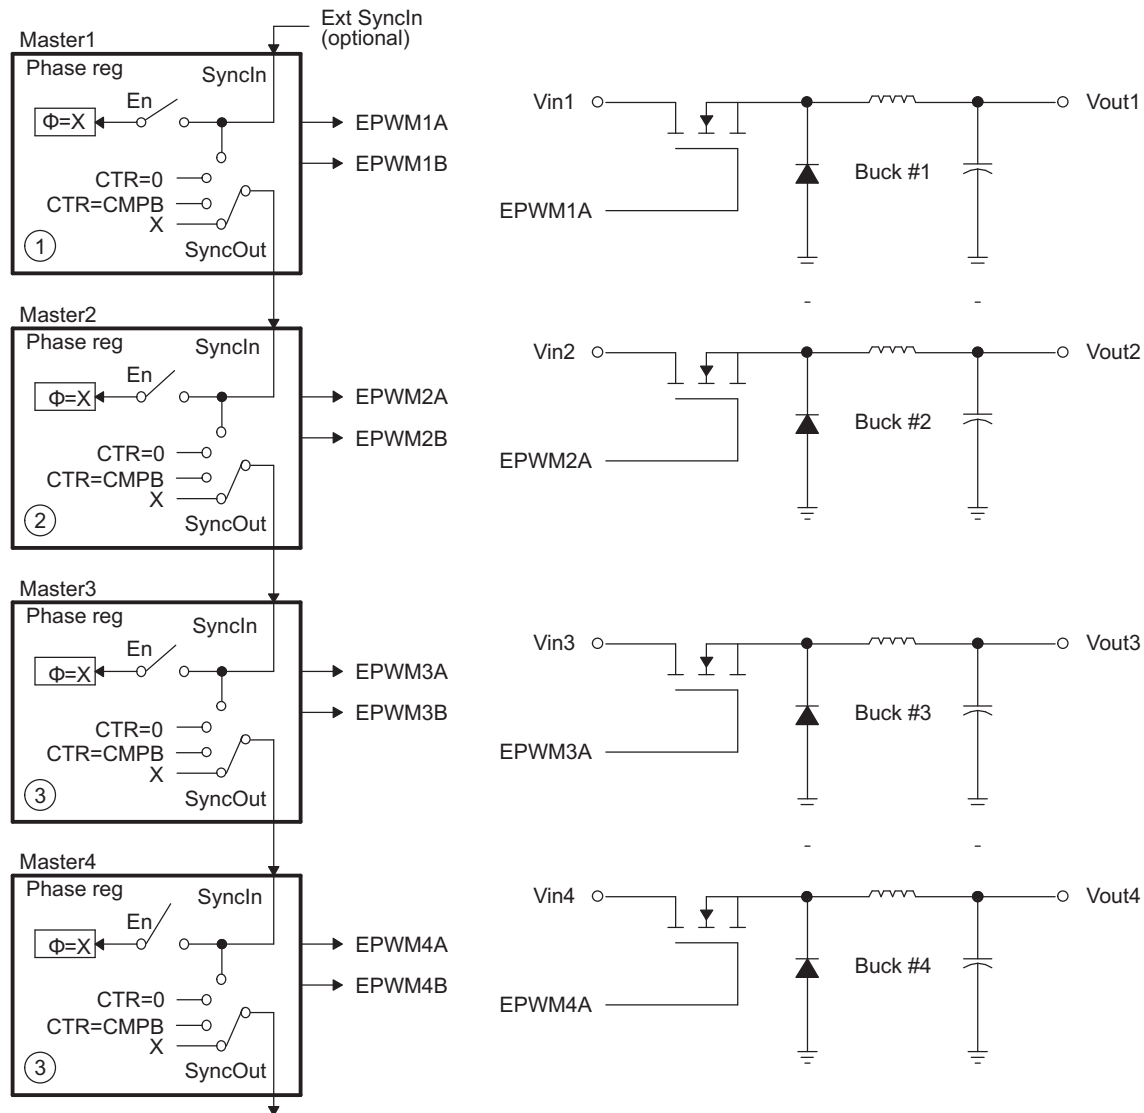 Ext SyncIn
(optional)
Master1
Phase reg
SyncIn
En
Φ=X
EPWM1A
EPWM1B
CTR=0
CTR=CMPB
X
SyncOut
1
Vin1
Vout1
Buck #1
EPWM1A
Master2
Phase reg
SyncIn
En
Φ=X
EPWM2A
EPWM2B
CTR=0
CTR=CMPB
X
SyncOut
2
Vin2
Vout2
Buck #2
EPWM2A
Master3
Phase reg
SyncIn
En
Φ=X
EPWM3A
EPWM3B
CTR=0
CTR=CMPB
X
SyncOut
3
Vin3
Vout3
Buck #3
EPWM3A
Master4
Phase reg
SyncIn
En
Φ=X
EPWM4A
EPWM4B
CTR=0
CTR=CMPB
X
SyncOut
3
Vin4
Vout4
Buck #4
EPWM4A